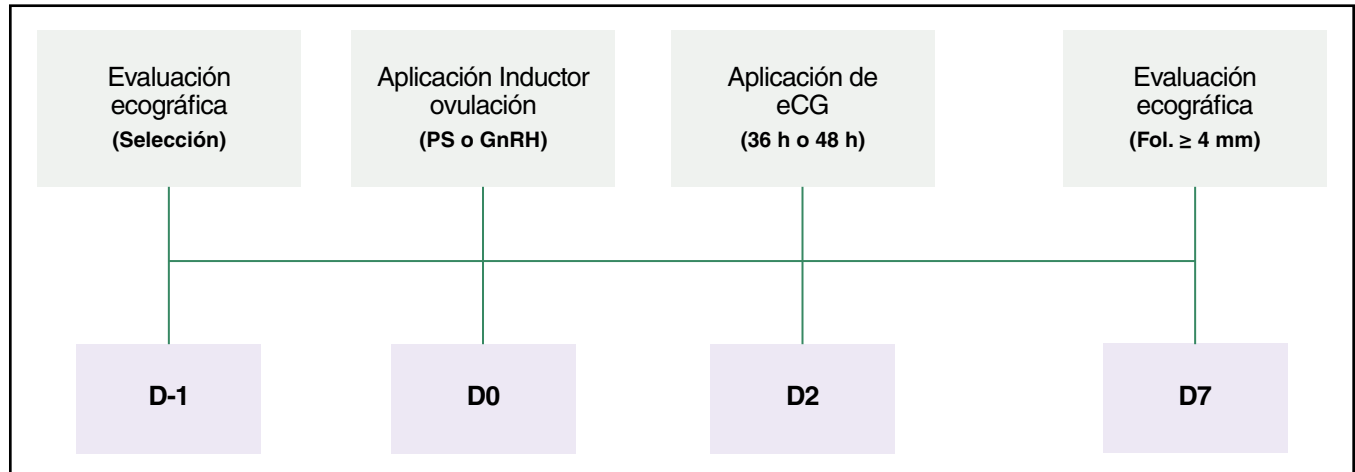 Evaluación
ecográfica
(Selección)
Aplicación Inductor
ovulación
(PS o GnRH)
Aplicación de
eCG
(36 h o 48 h)
Evaluación
ecográfica
(Fol. ≥ 4 mm)
D-1
D0
D2
D7